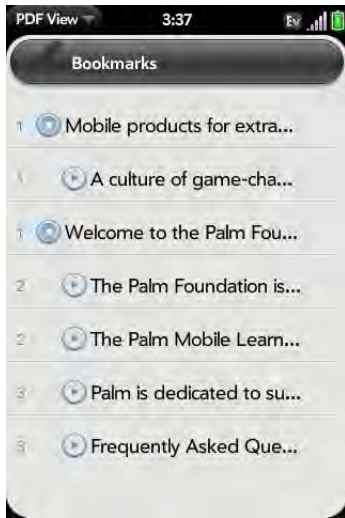 PDF View 3:37 Ev
Bookmarks
1 Mobile products for extra...
1 A culture of game-cha...
1 Welcome to the Palm Fou...
2 The Palm Foundation is...
2 The Palm Mobile Learn...
3 Palm is dedicated to su...
3 Frequently Asked Que...